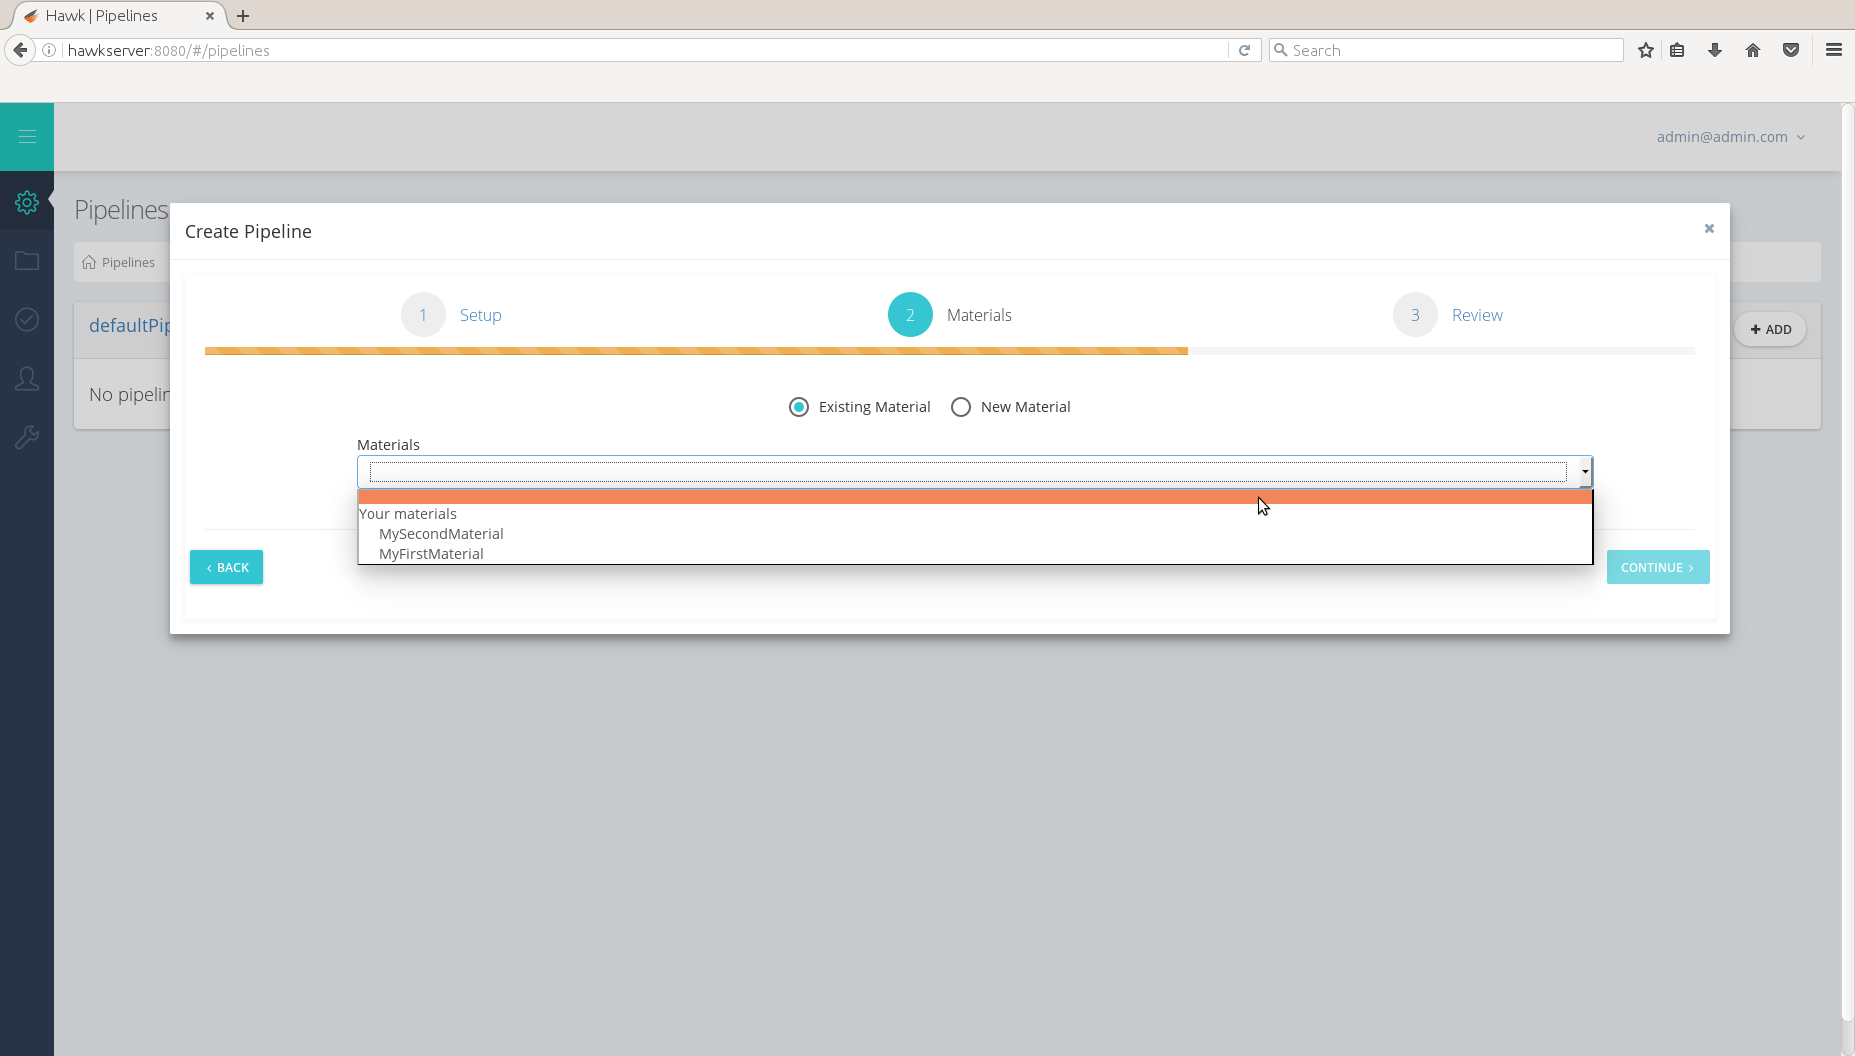 Hawk | Pipelines
hawkserver:8080/#/pipelines
Search
admin@admin.com
Pipelines
Create Pipeline
Pipelines
1 Setup
2 Materials
3 Review
defaultPip
ADD
No pipelin
Existing Material
New Material
Materials
Your materials
MySecondMaterial
MyFirstMaterial
BACK
CONTINUE